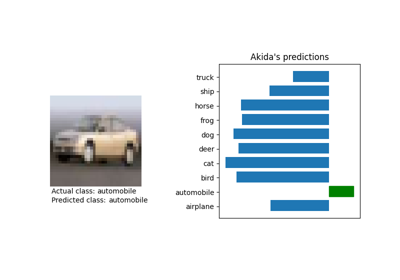 Akida's predictions
truck
ship
horse
frog
dog
deer
cat
bird
automobile
airplane
Actual class: automobile
Predicted class: automobile